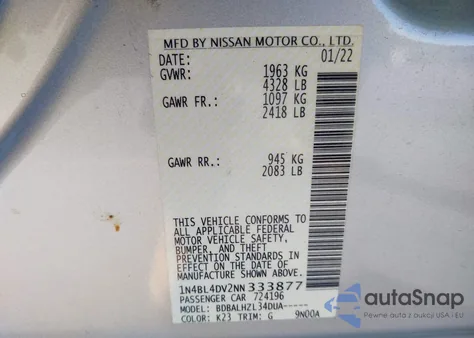 MFD BY NISSAN MOTOR CO., LTD.
DATE: 01/22
GVWR: 1963 KG
4328 LB
GAWR FR.: 1097 KG
2418 LB
GAWR RR.: 945 KG
2083 LB
THIS VEHICLE CONFORMS TO
ALL APPLICABLE FEDERAL
MOTOR VEHICLE SAFETY,
BUMPER, AND THEFT
PREVENTION STANDARDS IN
EFFECT ON THE DATE OF
MANUFACTURE SHOWN ABOVE.
1N4BL4DV2NN333877
PASSENGER CAR 724196
MODEL: BDBALHZL34DUA-----
COLOR: K23 TRIM: G 9N00A
autoSnap
Auctions from USA